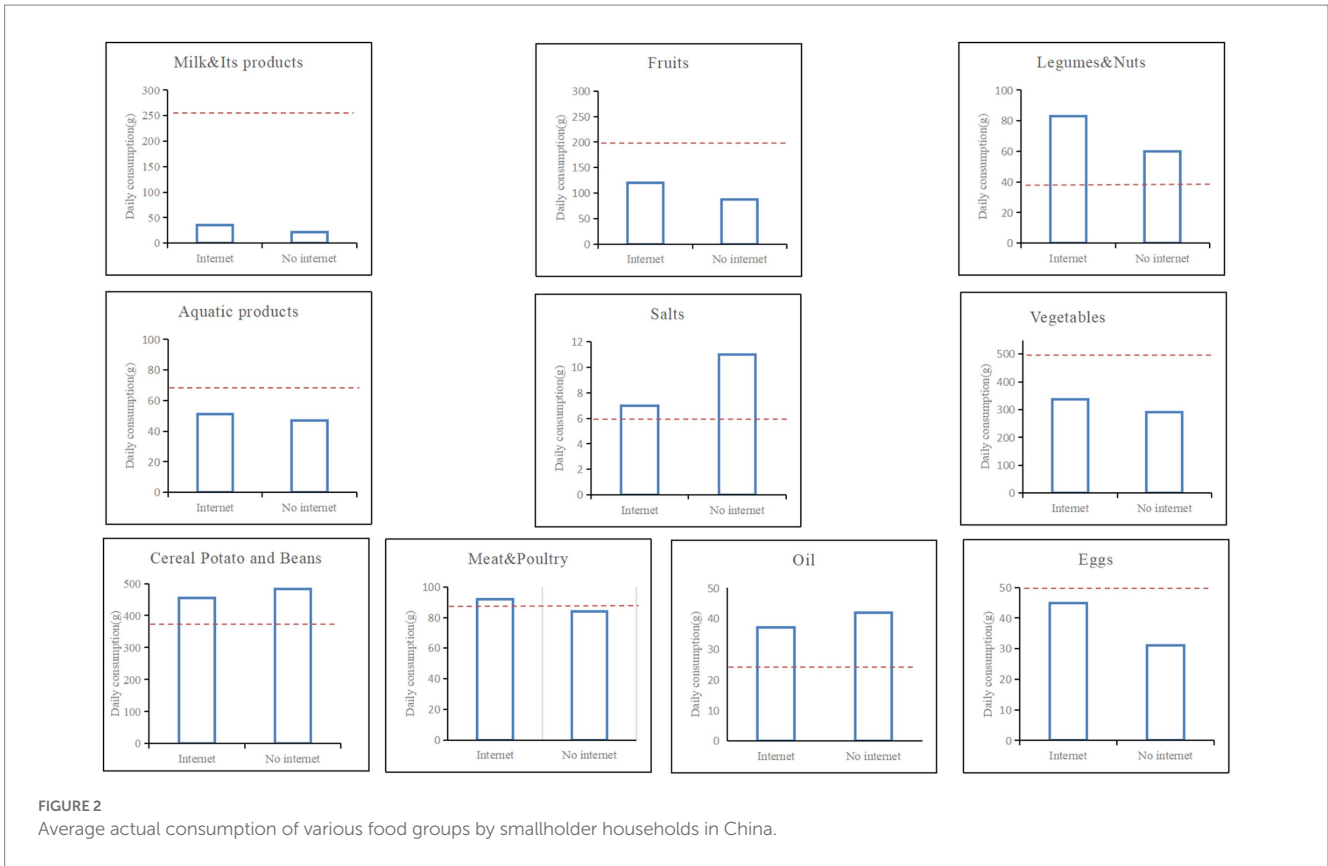 Milk&Its products
Daily consumption(g)
300
250
200
150
100
50
0
Internet No internet
Fruits
Daily consumption(g)
300
250
200
150
100
50
0
Internet No internet
Legumes&Nuts
Daily consumption(g)
100
80
60
40
20
0
Internet No internet
Aquatic products
Daily consumption(g)
100
80
60
40
20
0
Internet No internet
Salts
Daily consumption(g)
12
10
8
6
4
2
0
Internet No internet
Vegetables
Daily consumption(g)
500
400
300
200
100
0
Internet No internet
Cereal Potato and Beans
Daily consumption(g)
500
400
300
200
100
0
Internet No internet
Meat&Poultry
Daily consumption(g)
100
80
60
40
20
0
Internet No internet
Oil
Daily consumption(g)
50
40
30
20
10
0
Internet No internet
Eggs
Daily consumption(g)
50
40
30
20
10
0
Internet No internet
FIGURE 2
Average actual consumption of various food groups by smallholder households in China.